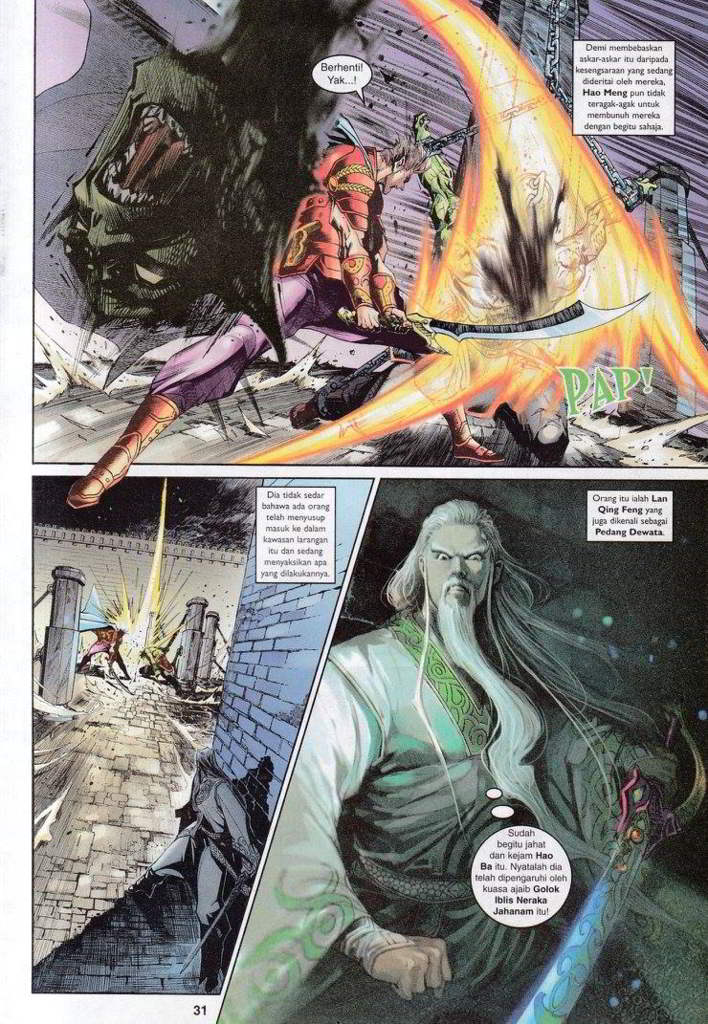 Berhenti!
Yak...!
Demi membebaskan
askar-askar itu daripada
kesengsaraan yang sedang
dideritai oleh mereka,
Hao Meng pun tidak
teragak-agak untuk
membunuh mereka
dengan begitu sahaja.
PAP!
Dia tidak sedar
bahawa ada orang
telah menyusup
masuk ke dalam
kawasan larangan
itu dan sedang
menyaksikan apa
yang dilakukannya.
Orang itu ialah Lan
Qing Feng yang
juga dikenali sebagai
Pedang Dewata.
Sudah
begitu jahat
dan kejam Hao
Ba itu. Nyatalah dia
telah dipengaruhi oleh
kuasa ajaib Golok
Iblis Neraka
Jahanam itu!
31